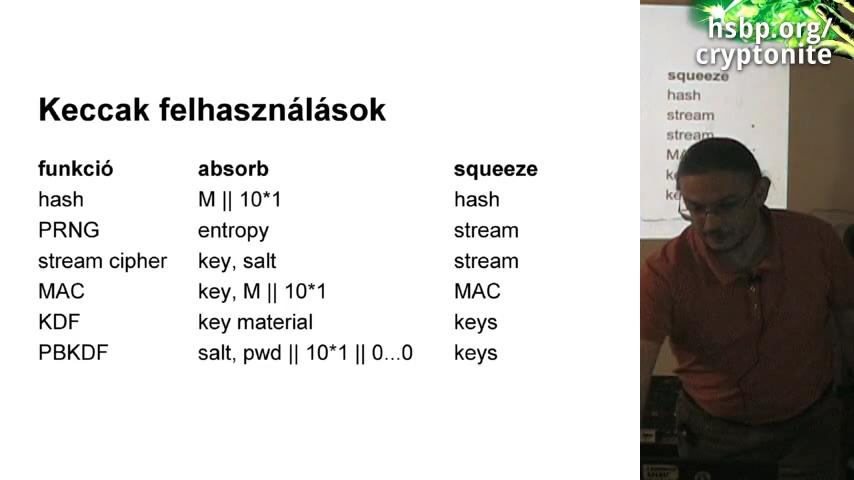 Keccak felhasználások
funkció absorb squeeze
hash M || 10*1 hash
PRNG entropy stream
stream cipher key, salt stream
MAC key, M || 10*1 MAC
KDF key material keys
PBKDF salt, pwd || 10*1 || 0...0 keys
hsbp.org/
cryptonite
squeeze
hash
stream
stream